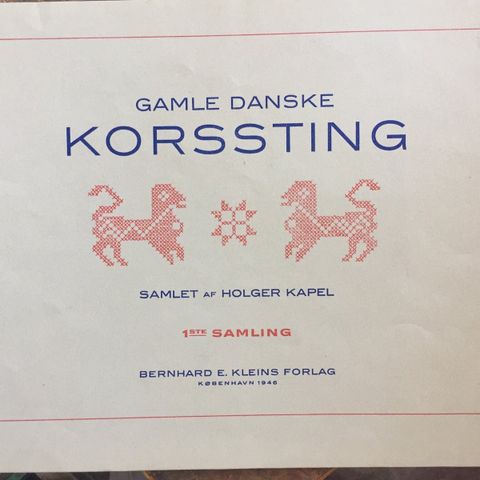 GAMLE DANSKE
KORSSTING
SAMLET AF HOLGER KAPEL
1STE SAMLING
BERNHARD E. KLEINS FORLAG
KØBENHAVN 1946